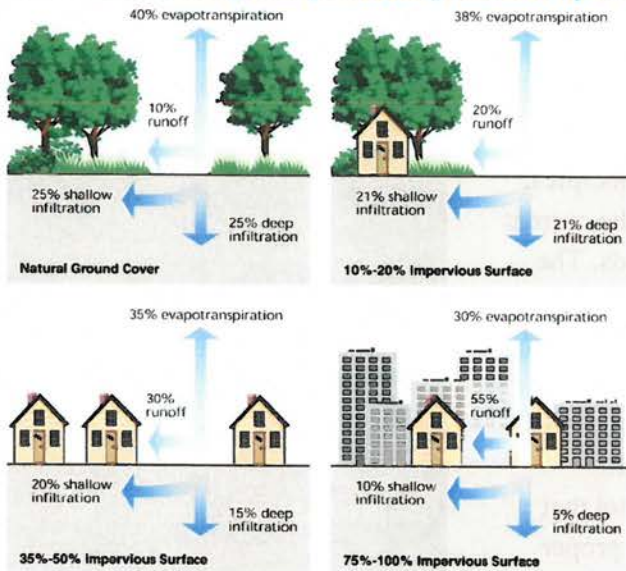 40% evapotranspiration
10%
runoff
25% shallow
infiltration
25% deep
infiltration
Natural Ground Cover
38% evapotranspiration
20%
runoff
21% shallow
infiltration
21% deep
infiltration
10%-20% Impervious Surface
35% evapotranspiration
30%
runoff
20% shallow
infiltration
15% deep
infiltration
35%-50% Impervious Surface
30% evapotranspiration
55%
runoff
10% shallow
infiltration
5% deep
infiltration
75%-100% Impervious Surface